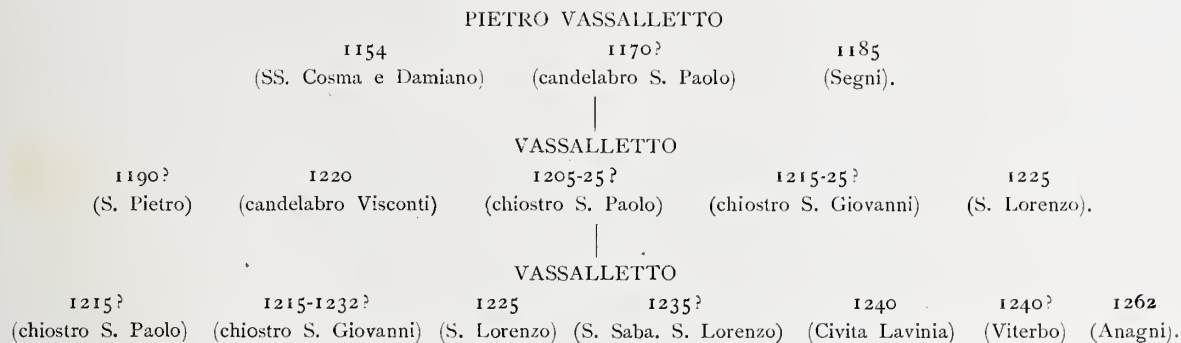 PIETRO VASSALLETTO
1154 1170? 1185
(SS. Cosma e Damiano) (candelabro S. Paolo) (Segni).
VASSALLETTO
1190? 1220 1205-25? 1215-25? 1225
(S. Pietro) (candelabro Visconti) (chiostro S. Paolo) (chiostro S. Giovanni) (S. Lorenzo).
VASSALLETTO
1215? 1215-1232? 1225 1235? 1240 1240? 1262
(chiostro S. Paolo) (chiostro S. Giovanni) (S. Lorenzo) (S. Saba. S. Lorenzo) (Civita Lavinia) (Viterbo) (Anagni).